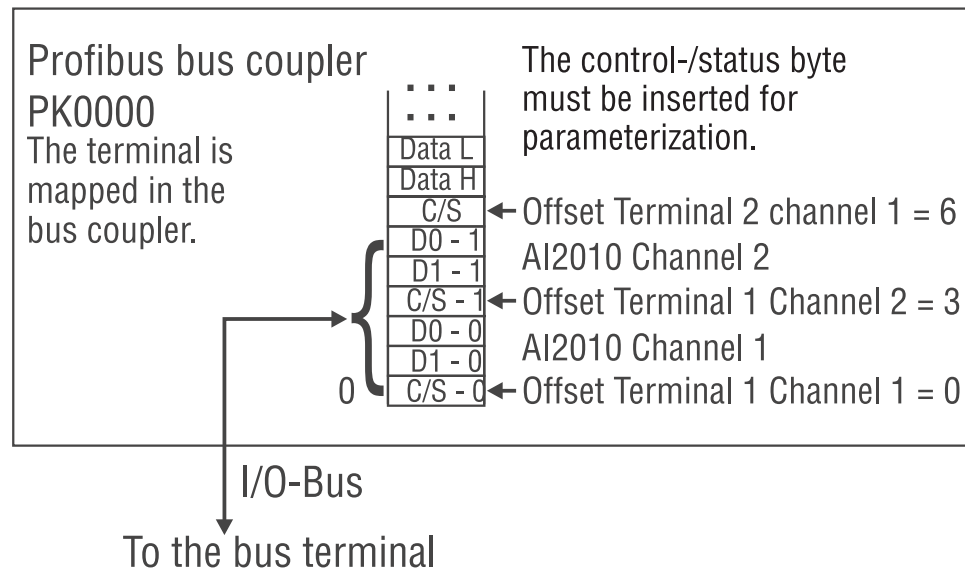 Profibus bus coupler
PK0000
The terminal is
mapped in the
bus coupler.
The control-/status byte
must be inserted for
parameterization.
...
...
Data L
Data H
C/S
D0 - 1
D1 - 1
C/S - 1
D0 - 0
D1 - 0
0 C/S - 0
Offset Terminal 2 channel 1 = 6
AI2010 Channel 2
Offset Terminal 1 Channel 2 = 3
AI2010 Channel 1
Offset Terminal 1 Channel 1 = 0
I/O-Bus
To the bus terminal